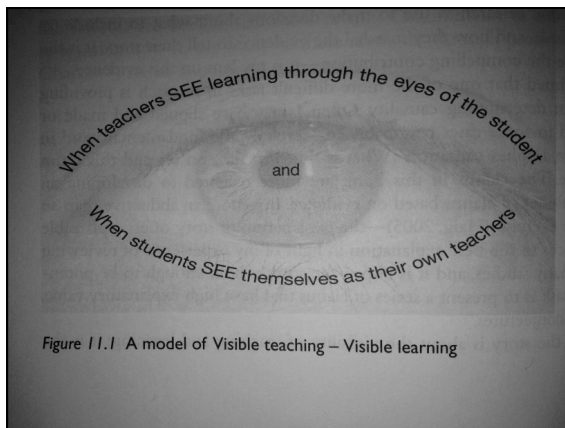 When teachers SEE learning through the eyes of the student
and
When students SEE themselves as their own teachers
Figure 11.1 A model of Visible teaching – Visible learning